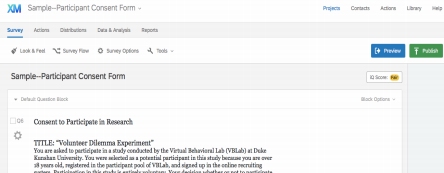 XM Sample--Participant Consent Form Projects Contacts Actions Library Help
Survey Actions Distributions Data & Analysis Reports
Look & Feel Survey Flow Survey Options Tools Preview Publish
Sample--Participant Consent Form iQ Score: Fair
Default Question Block Block Options
Q6 Consent to Participate in Research
TITLE: "Volunteer Dilemma Experiment"
You are asked to participate in a study conducted by the Virtual Behavioral Lab (VBLab) at Duke
Kunshan University. You were selected as a potential participant in this study because you are over
18 years old, registered in the participant pool of VBLab, and signed up in the online recruiting
system. Participation in this study is entirely voluntary. Your decision whether or not to participate